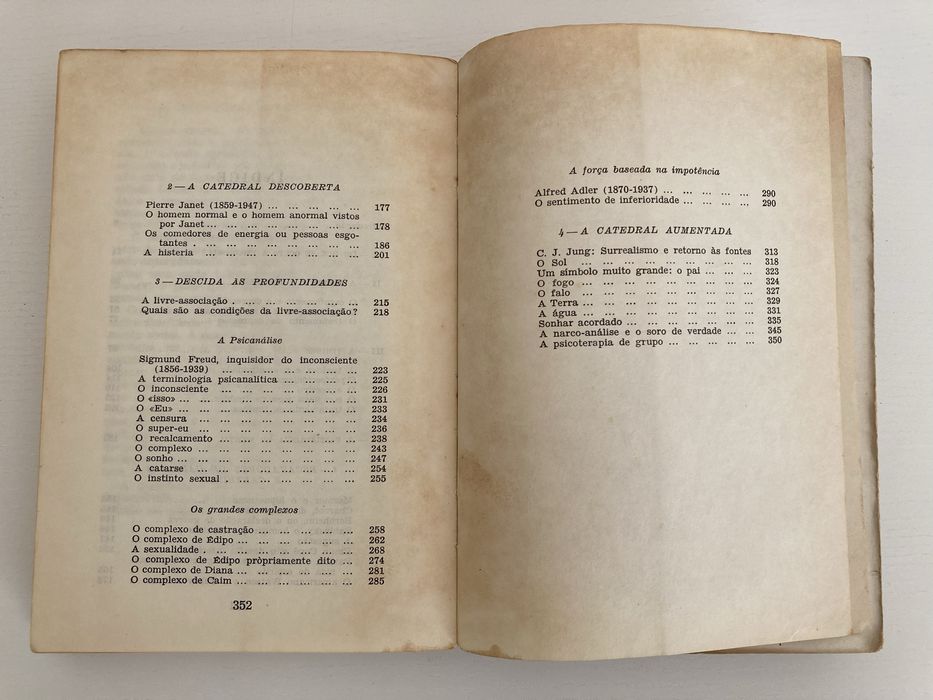 2 — A CATEDRAL DESCOBERTA
Pierre Janet (1859-1947) ... ... ... ... ... 177
O homem normal e o homem anormal vistos
por Janet ... ... ... ... ... ... ... ... 178
Os comedores de energia ou pessoas esgo-
tantes . ... ... ... ... ... ... ... ... 186
A histeria ... ... ... ... ... ... ... ... 201
3 — DESCIDA ÀS PROFUNDIDADES
A livre-associação . ... ... ... ... ... ... 215
Quais são as condições da livre-associação? 218
A Psicanálise
Sigmund Freud, inquisidor do inconsciente
(1856-1939) ... ... ... ... ... ... ... 223
A terminologia psicanalítica ... ... ... ... 225
O inconsciente ... ... ... ... ... ... ... 226
O «isso» ... ... ... ... ... ... ... ... ... 231
O «Eu» ... ... ... ... ... ... ... ... ... 233
A censura ... ... ... ... ... ... ... ... 234
O super-eu ... ... ... ... ... ... ... ... 236
O recalcamento ... ... ... ... ... ... ... 238
O complexo ... ... ... ... ... ... ... ... 243
O sonho ... ... ... ... ... ... ... ... ... 247
A catarse ... ... ... ... ... ... ... ... 254
O instinto sexual . ... ... ... ... ... ... 255
Os grandes complexos
O complexo de castração ... ... ... ... ... 258
O complexo de Édipo ... ... ... ... ... ... 262
A sexualidade . ... ... ... ... ... ... ... 268
O complexo de Édipo pròpriamente dito ... ... 274
O complexo de Diana ... ... ... ... ... ... 281
O complexo de Caim ... ... ... ... ... ... 285
352
A força baseada na impotência
Alfred Adler (1870-1937) ... ... ... ... ... 290
O sentimento de inferioridade ... ... ... ... 290
4 — A CATEDRAL AUMENTADA
C. J. Jung: Surrealismo e retorno às fontes 313
O Sol ... ... ... ... ... ... ... ... ... 318
Um símbolo muito grande: o pai ... ... ... 323
O fogo ... ... ... ... ... ... ... ... ... 324
O falo ... ... ... ... ... ... ... ... ... 327
A Terra ... ... ... ... ... ... ... ... ... 329
A água ... ... ... ... ... ... ... ... ... 331
Sonhar acordado ... ... ... ... ... ... ... 335
A narco-análise e o soro de verdade ... ... 345
A psicoterapia de grupo ... ... ... ... ... 350